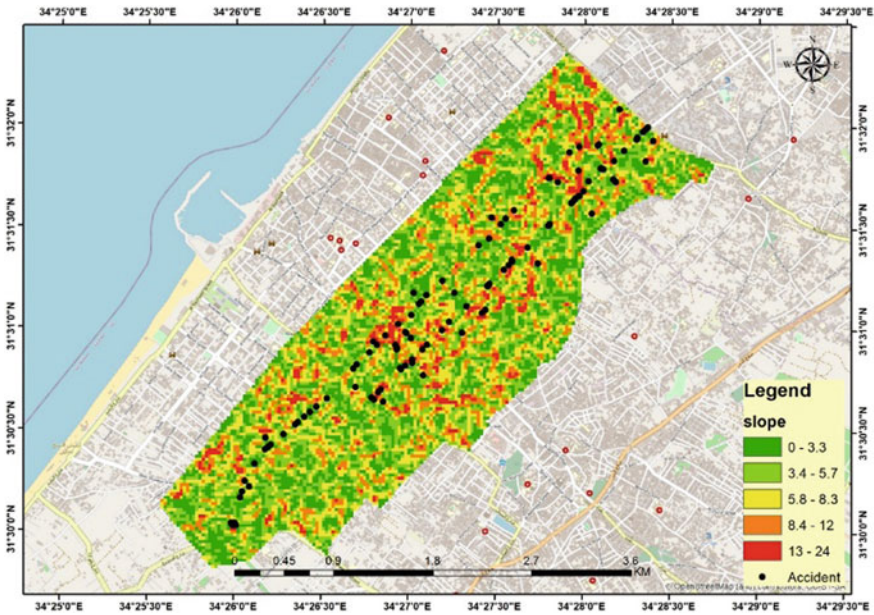 34°25'0"E 34°25'30"E 34°26'0"E 34°26'30"E 34°27'0"E 34°27'30"E 34°28'0"E 34°28'30"E 34°29'0"E 34°29'30"E
N
W E
S
31°32'0"N
31°31'30"N
31°31'0"N
31°30'30"N
31°30'0"N
31°32'0"N
31°31'0"N
31°30'30"N
31°30'0"N
Legend
slope
0 - 3.3
3.4 - 5.7
5.8 - 8.3
8.4 - 12
13 - 24
Accident
0 0.45 0.9 1.8 2.7 3.6
KM
34°25'0"E 34°25'30"E 34°26'0"E 34°26'30"E 34°27'0"E 34°27'30"E 34°28'0"E 34°28'30"E 34°29'0"E 34°29'30"E